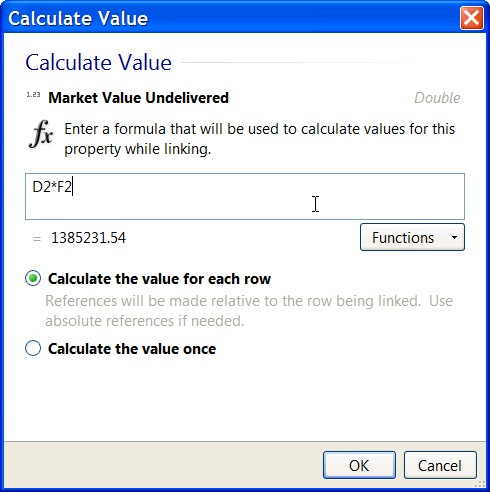 Calculate Value
Calculate Value
1.23 Market Value Undelivered Double
fx Enter a formula that will be used to calculate values for this
property while linking.
D2*F2
= 1385231.54 Functions
Calculate the value for each row
References will be made relative to the row being linked. Use
absolute references if needed.
Calculate the value once
OK Cancel